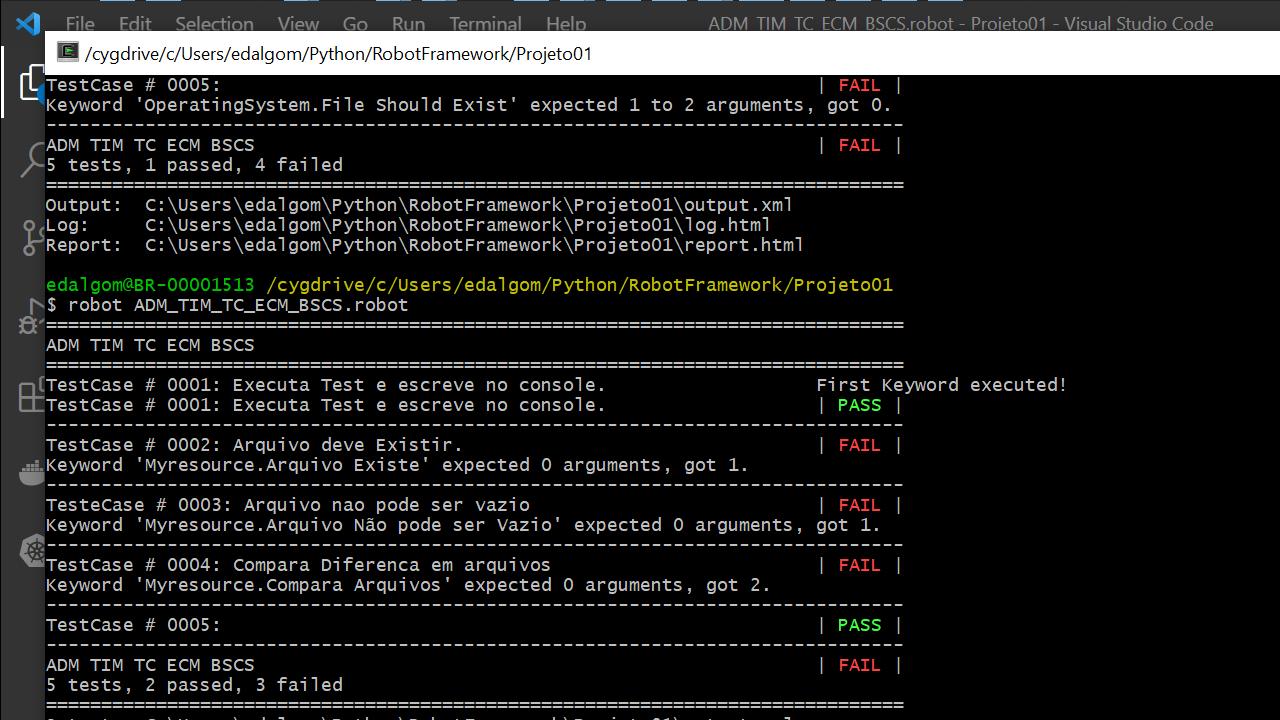 File Edit Selection View Go Run Terminal Help ADM_TIM_TC_ECM_BSCS.robot - Projeto01 - Visual Studio Code
/cygdrive/c/Users/edalgom/Python/RobotFramework/Projeto01
TestCase # 0005: | FAIL |
Keyword 'OperatingSystem.File Should Exist' expected 1 to 2 arguments, got 0.
------------------------------------------------------------------------------
ADM TIM TC ECM BSCS | FAIL |
5 tests, 1 passed, 4 failed
==============================================================================
Output: C:\Users\edalgom\Python\RobotFramework\Projeto01\output.xml
Log: C:\Users\edalgom\Python\RobotFramework\Projeto01\log.html
Report: C:\Users\edalgom\Python\RobotFramework\Projeto01\report.html
edalgom@BR-00001513 /cygdrive/c/Users/edalgom/Python/RobotFramework/Projeto01
$ robot ADM_TIM_TC_ECM_BSCS.robot
==============================================================================
ADM TIM TC ECM BSCS
==============================================================================
TestCase # 0001: Executa Test e escreve no console. First Keyword executed!
TestCase # 0001: Executa Test e escreve no console. | PASS |
------------------------------------------------------------------------------
TestCase # 0002: Arquivo deve Existir. | FAIL |
Keyword 'Myresource.Arquivo Existe' expected 0 arguments, got 1.
------------------------------------------------------------------------------
TesteCase # 0003: Arquivo nao pode ser vazio | FAIL |
Keyword 'Myresource.Arquivo Não pode ser Vazio' expected 0 arguments, got 1.
------------------------------------------------------------------------------
TestCase # 0004: Compara Diferenca em arquivos | FAIL |
Keyword 'Myresource.Compara Arquivos' expected 0 arguments, got 2.
------------------------------------------------------------------------------
TestCase # 0005: | PASS |
------------------------------------------------------------------------------
ADM TIM TC ECM BSCS | FAIL |
5 tests, 2 passed, 3 failed
==============================================================================